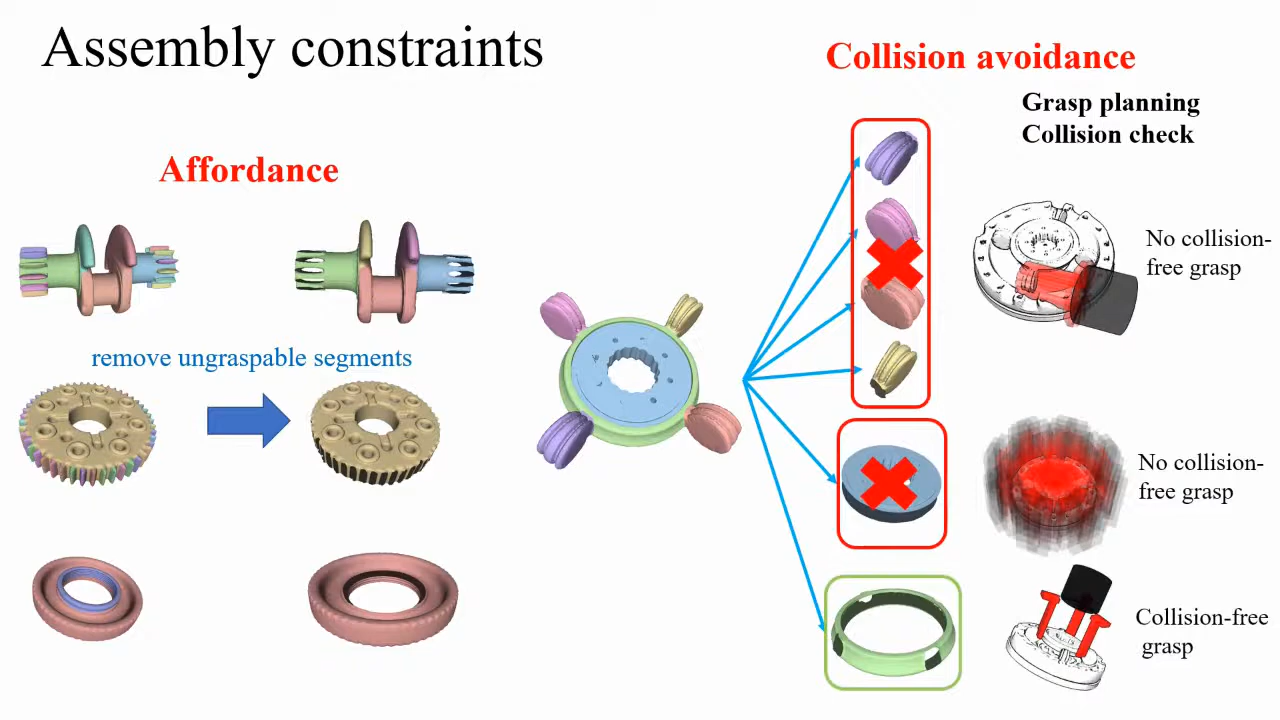 Assembly constraints
Collision avoidance
Grasp planning
Collision check
Affordance
No collision-
free grasp
remove ungraspable segments
No collision-
free grasp
Collision-free
grasp